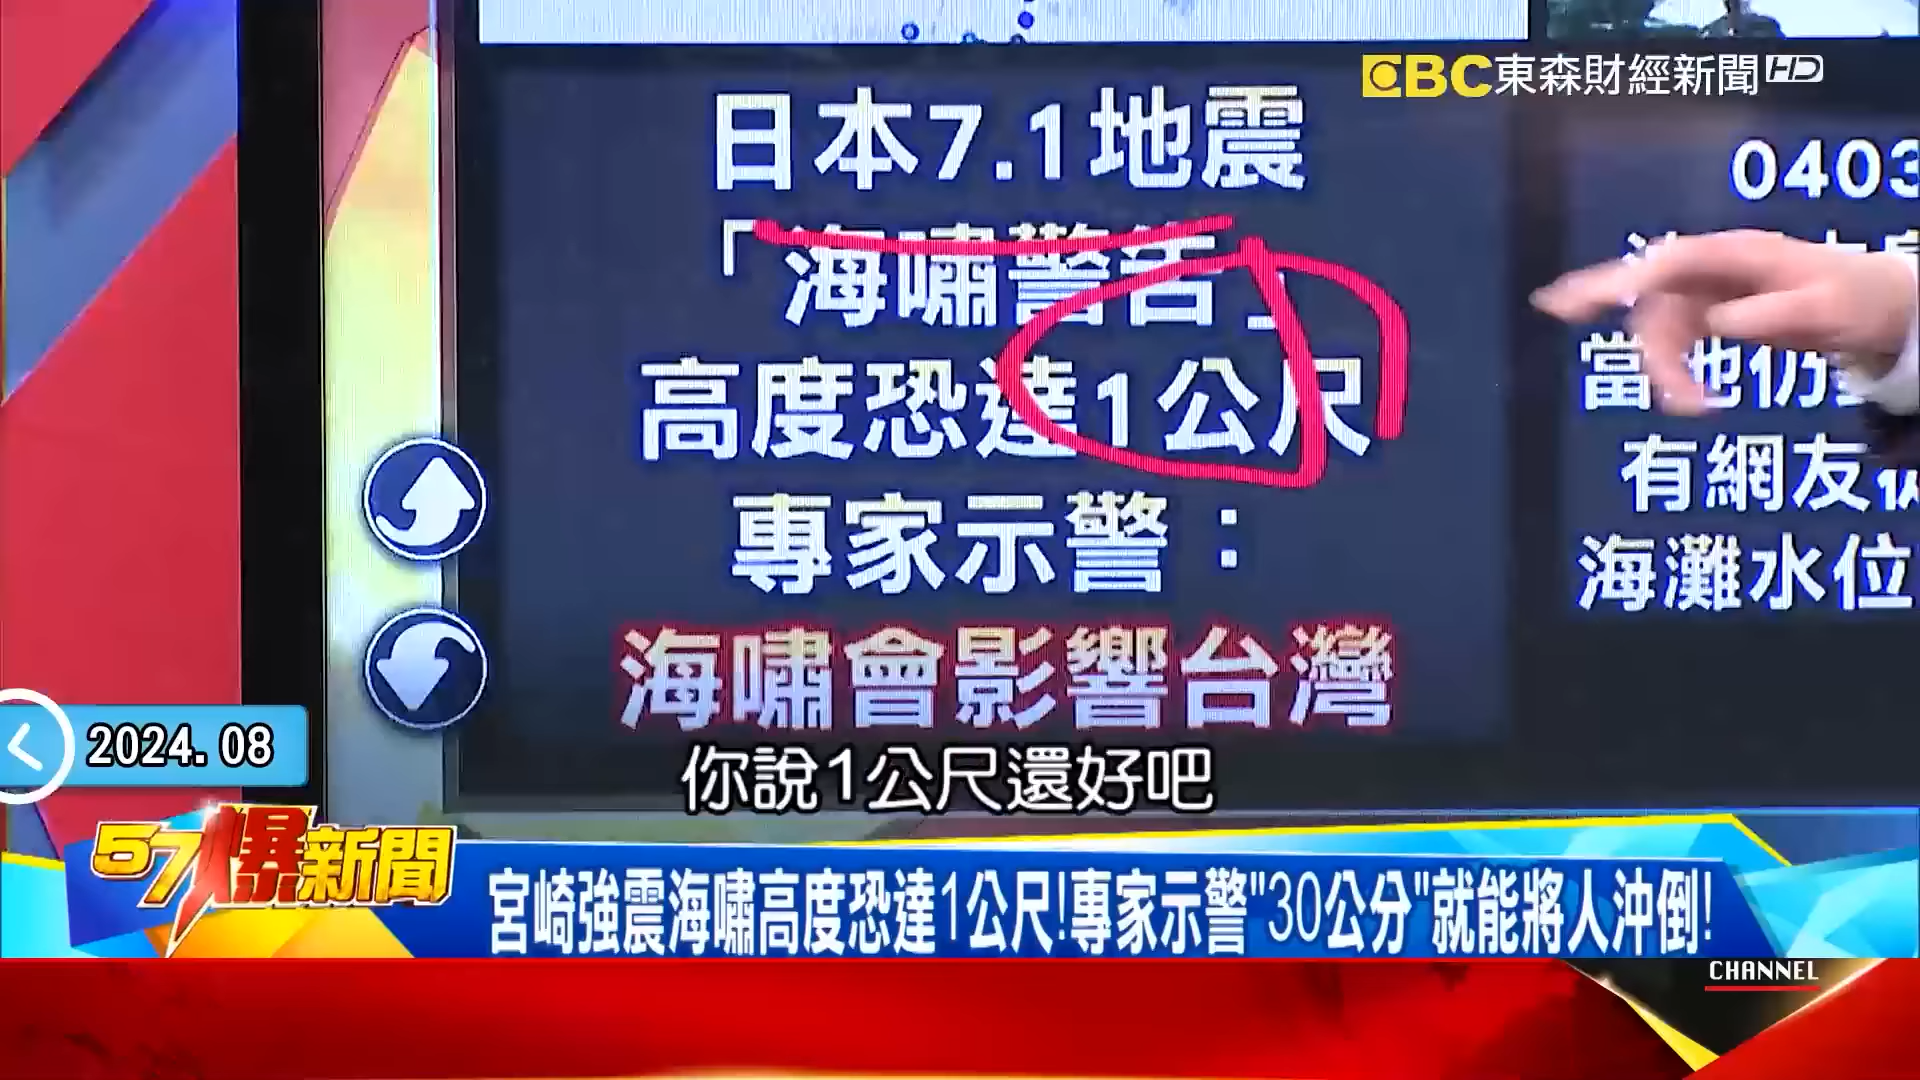 EBC東森財經新聞HD
日本7.1地震
「海嘯警告」
高度恐達1公尺
專家示警：
海嘯會影響台灣
0403
當地仍
有網友
海灘水位
2024.08
你說1公尺還好吧
57爆新聞
宮崎強震海嘯高度恐達1公尺!專家示警"30公分"就能將人沖倒!
CHANNEL